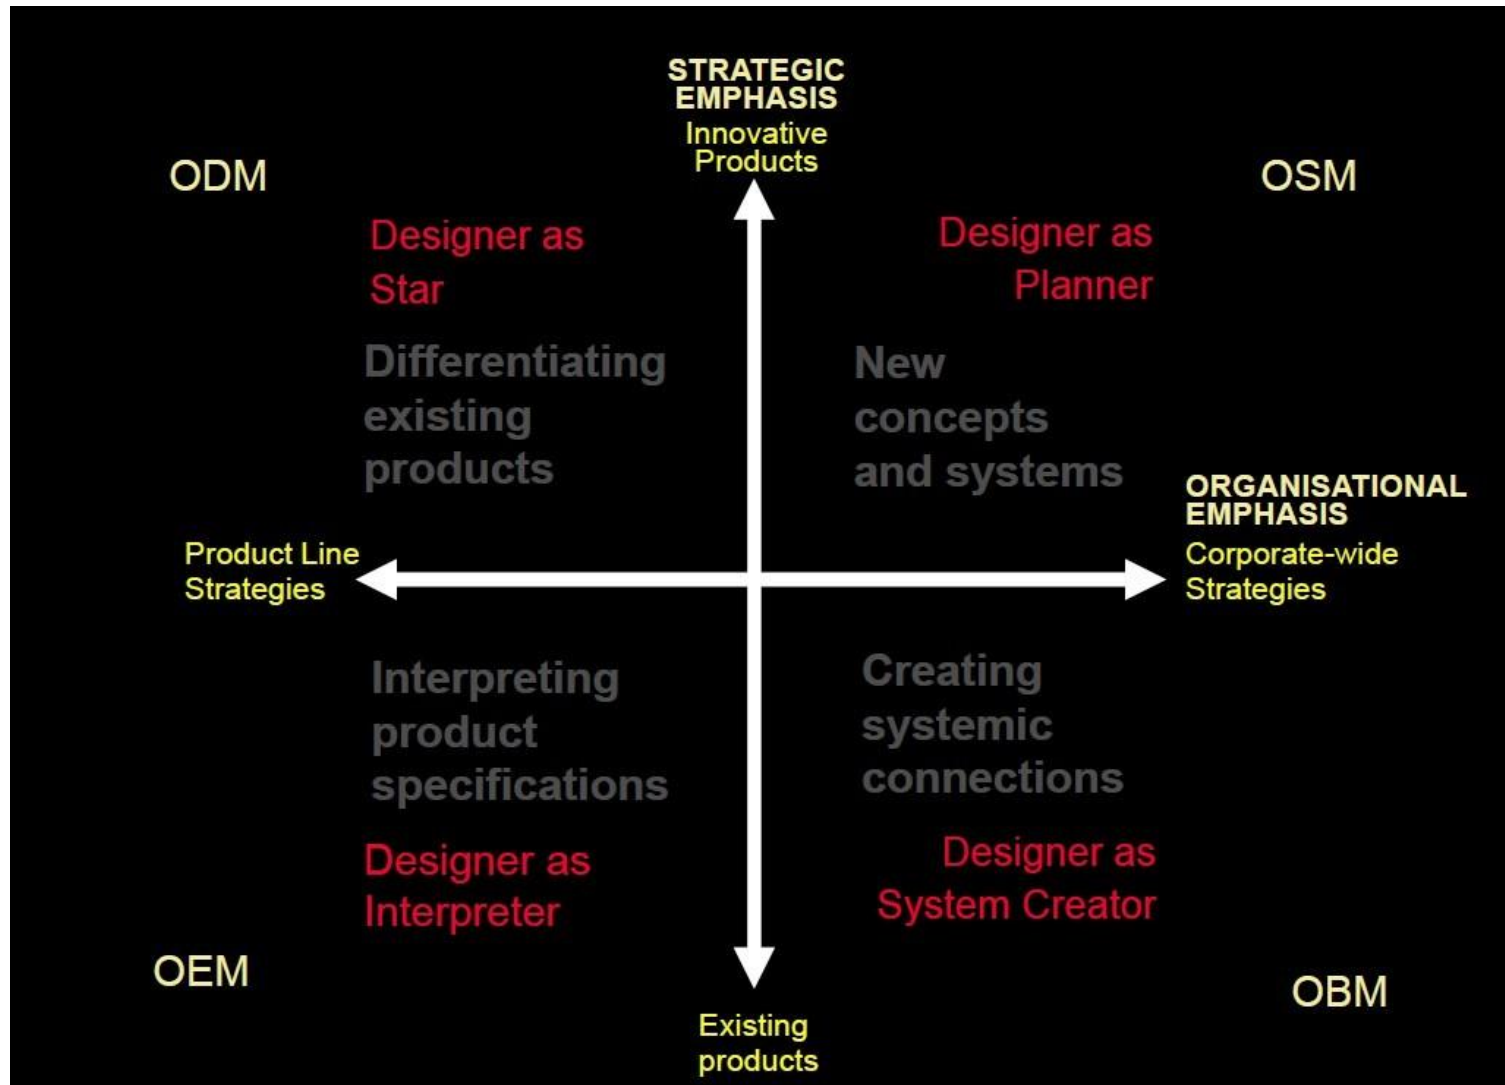 STRATEGIC
EMPHASIS
Innovative
Products
ODM
OSM
Designer as
Star
Designer as
Planner
Differentiating
existing
products
New
concepts
and systems
ORGANISATIONAL
EMPHASIS
Product Line
Strategies
Corporate-wide
Strategies
Interpreting
product
specifications
Creating
systemic
connections
Designer as
Interpreter
Designer as
System Creator
OEM
OBM
Existing
products